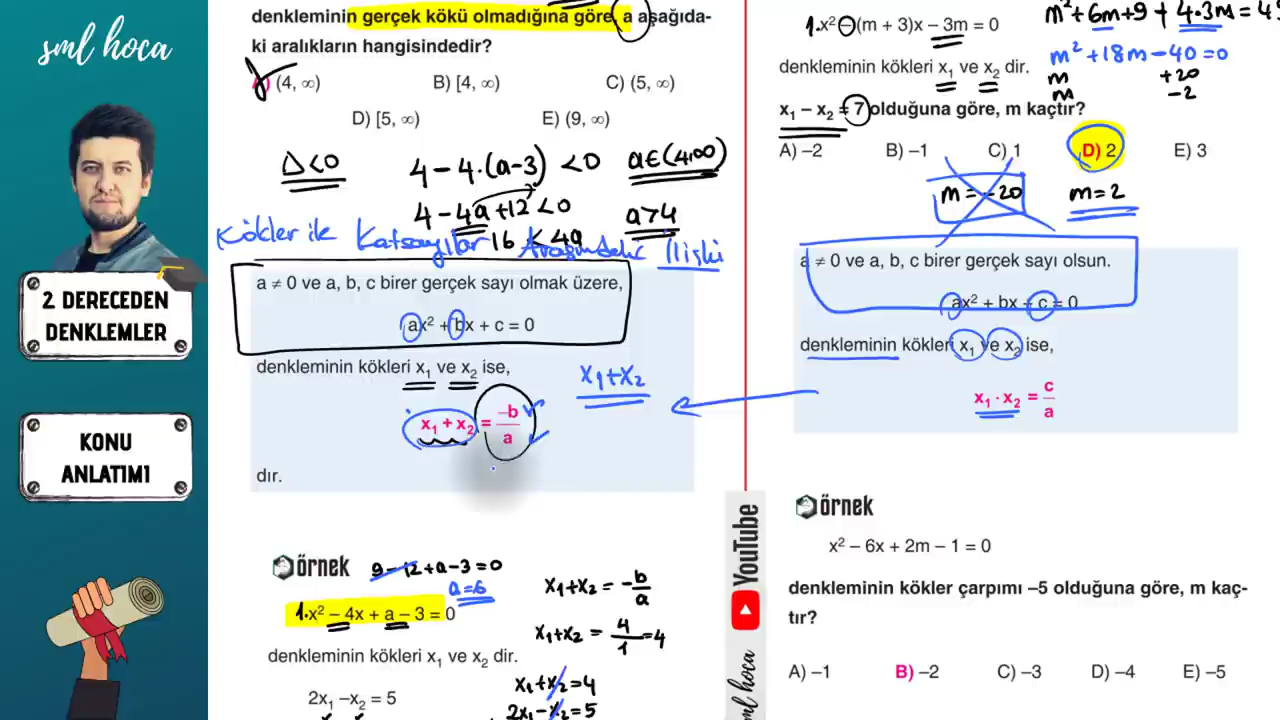 sml hoca
2 DERECEDEN
DENKLEMLER
KONU
ANLATIMI
denkleminin gerçek kökü olmadığına göre, a aşağıda-
ki aralıkların hangisindedir?
(4, ∞) B) [4, ∞) C) (5, ∞)
D) [5, ∞) E) (9, ∞)
Δ<0 4 – 4·(a–3) <0 a∈(4,∞)
4 – 4a +12 <0 a>4
16 < 4a
Kökler ile Katsayılar Arasındaki İlişki
a ≠ 0 ve a, b, c birer gerçek sayı olmak üzere,
ax² + bx + c = 0
denkleminin kökleri x₁ ve x₂ ise,
x₁+x₂
x₁ + x₂ = –b/a
dır.
örnek 9–12+a–3=0
a=6
1·x² – 4x + a – 3 = 0
denkleminin kökleri x₁ ve x₂ dir.
2x₁ –x₂ = 5
x₁+x₂ = –b/a
x₁+x₂ = 4/1 =4
x₁+x₂=4
2x₁–x₂=5
1·x² –(m + 3)x – 3m = 0
m²+6m+9 + 4·3m = 4
m²+18m–40=0
m +20
m –2
denkleminin kökleri x₁ ve x₂ dir.
x₁ – x₂ = 7 olduğuna göre, m kaçtır?
A) –2 B) –1 C) 1 D) 2 E) 3
m = –20 m=2
a ≠ 0 ve a, b, c birer gerçek sayı olsun.
ax² + bx + c = 0
denkleminin kökleri x₁ ve x₂ ise,
x₁ · x₂ = c/a
YouTube
sml hoca
örnek
x² – 6x + 2m – 1 = 0
denkleminin kökler çarpımı –5 olduğuna göre, m kaç-
tır?
A) –1 B) –2 C) –3 D) –4 E) –5